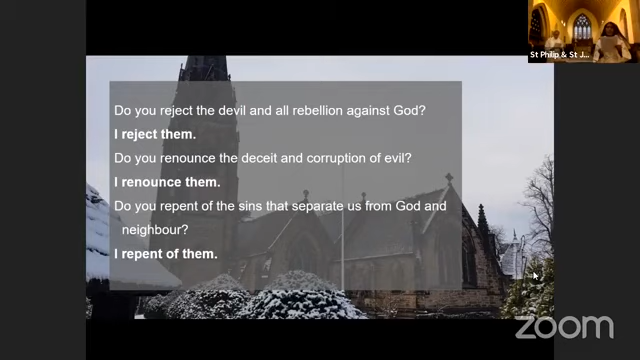 St Philip & St J...
Do you reject the devil and all rebellion against God?
I reject them.
Do you renounce the deceit and corruption of evil?
I renounce them.
Do you repent of the sins that separate us from God and
neighbour?
I repent of them.
zoom